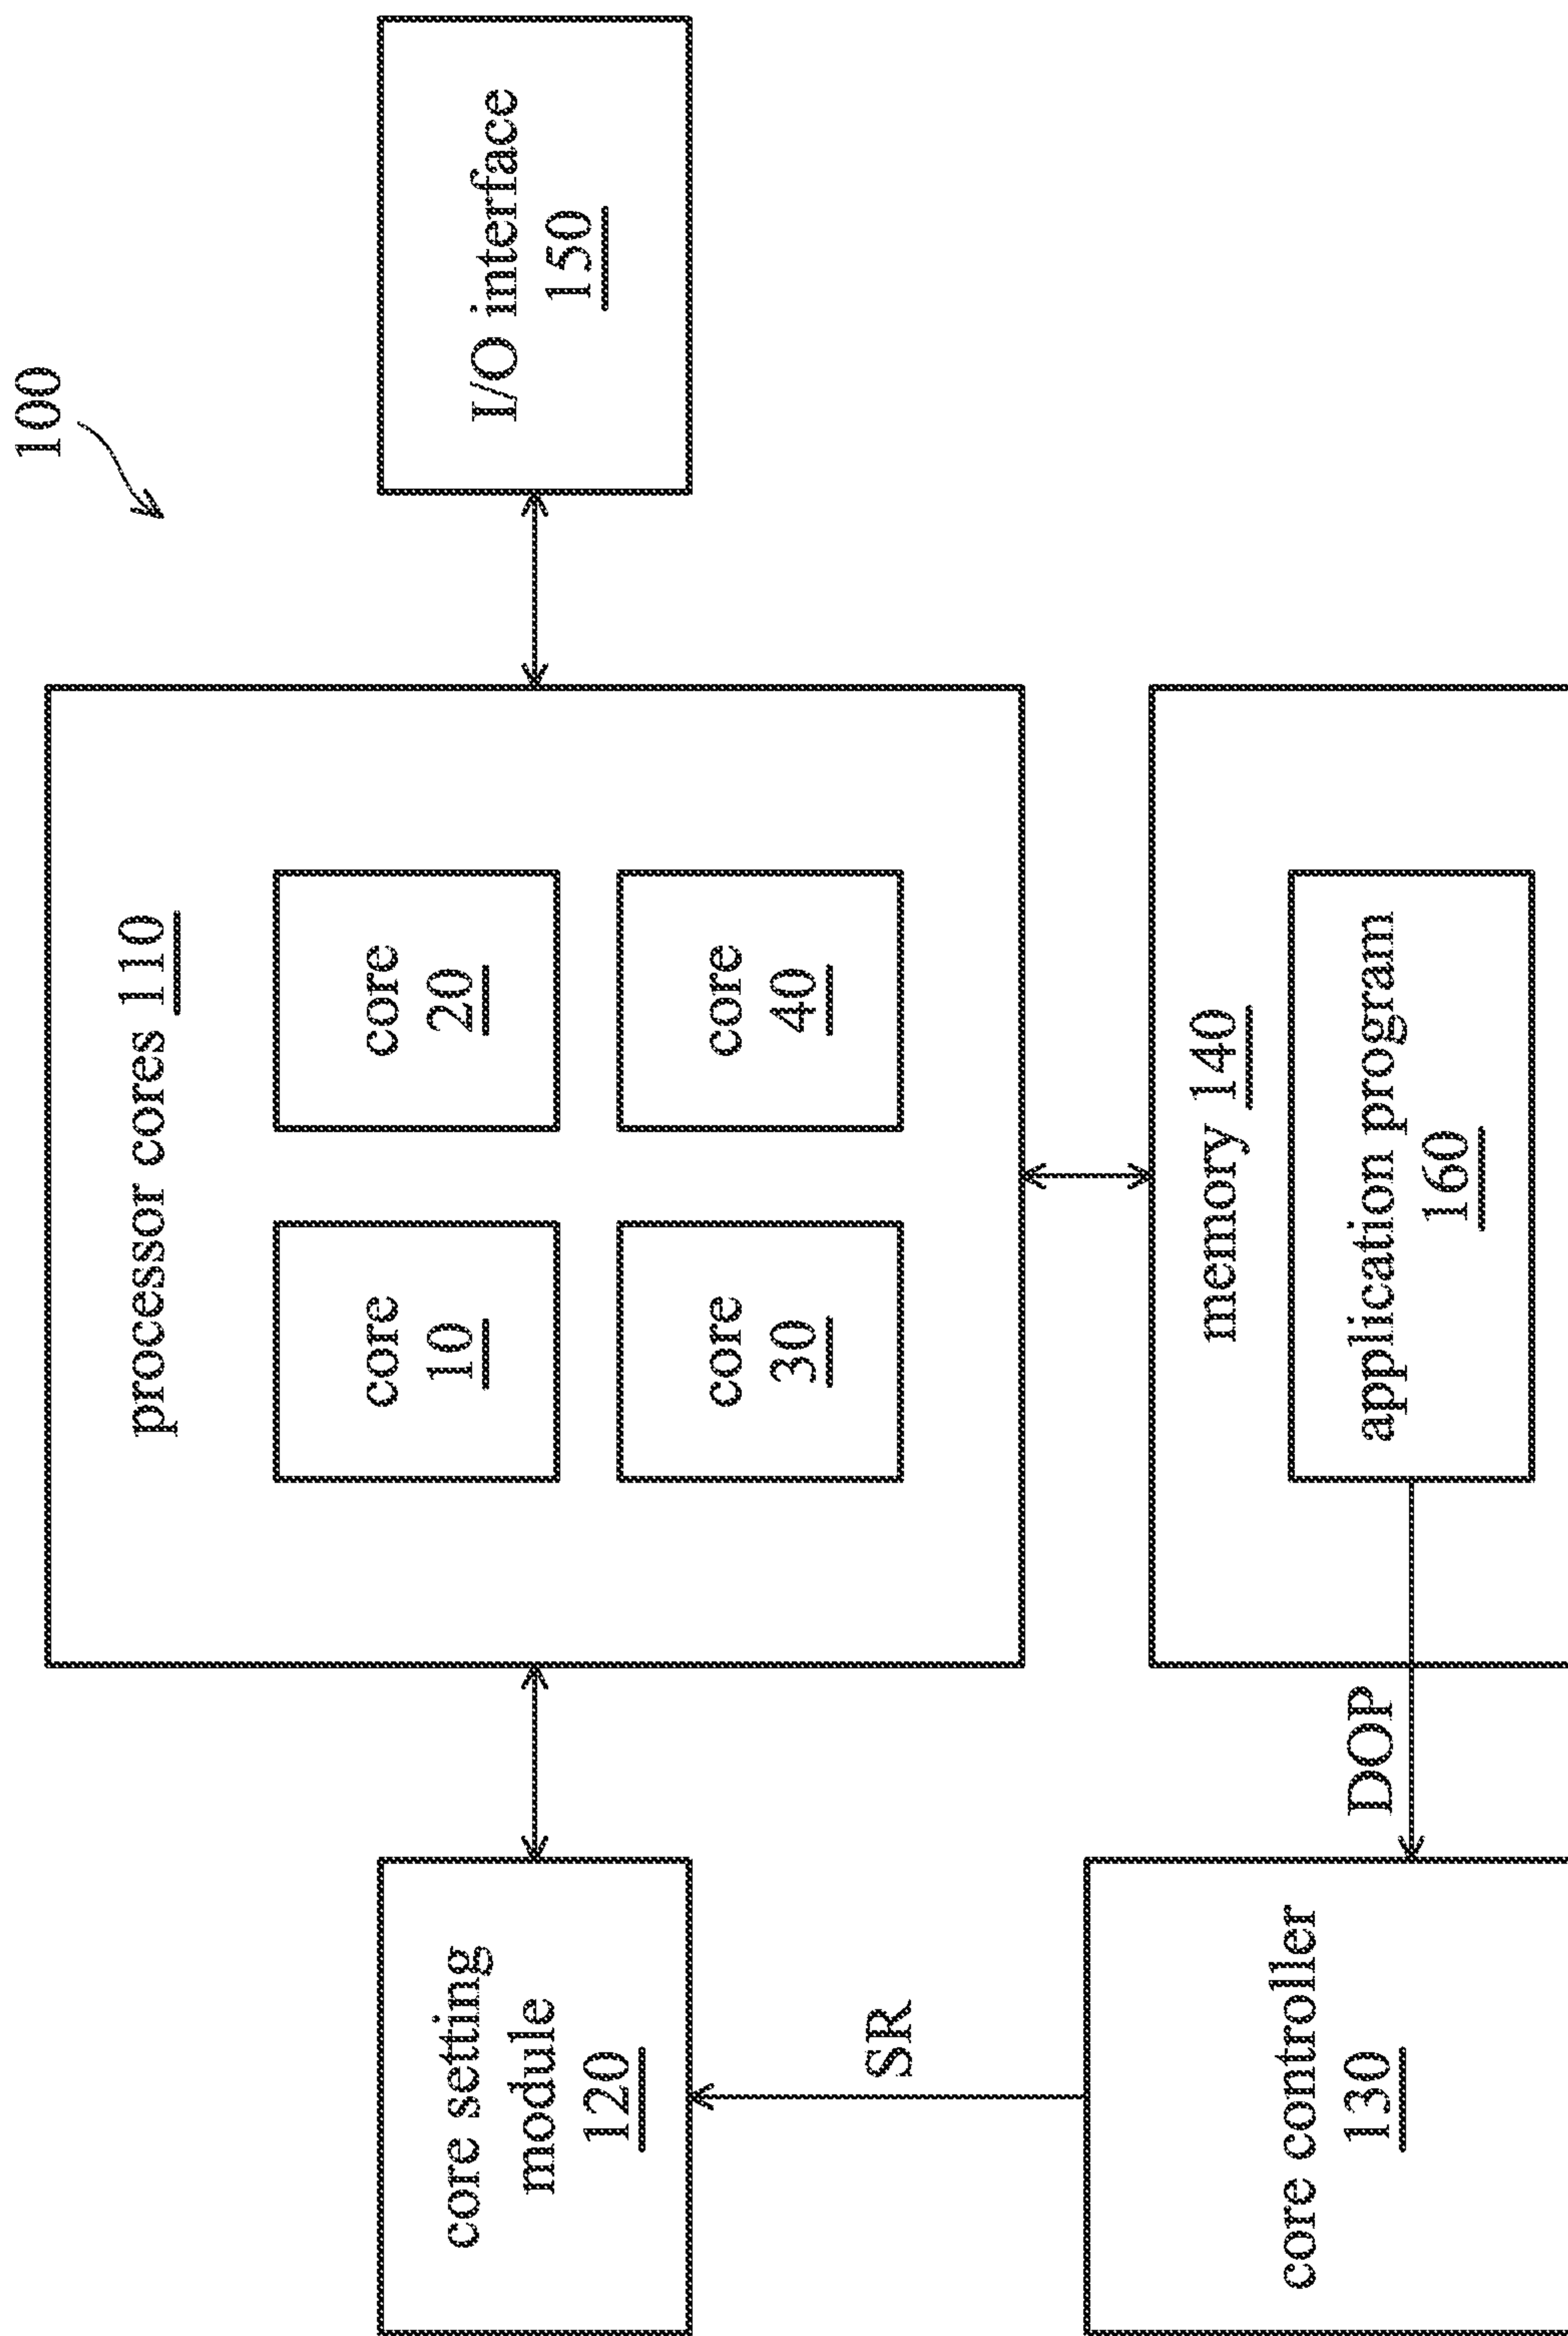 100
processor cores 110
core
10
core
20
core
30
core
40
I/O interface
150
core setting
module
120
SR
core controller
130
DOP
memory 140
application program
160